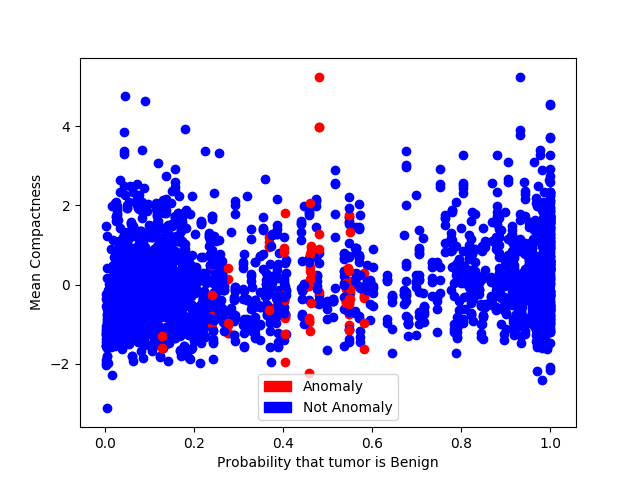 Mean Compactness
4
2
0
−2
Anomaly
Not Anomaly
0.0 0.2 0.4 0.6 0.8 1.0
Probability that tumor is Benign